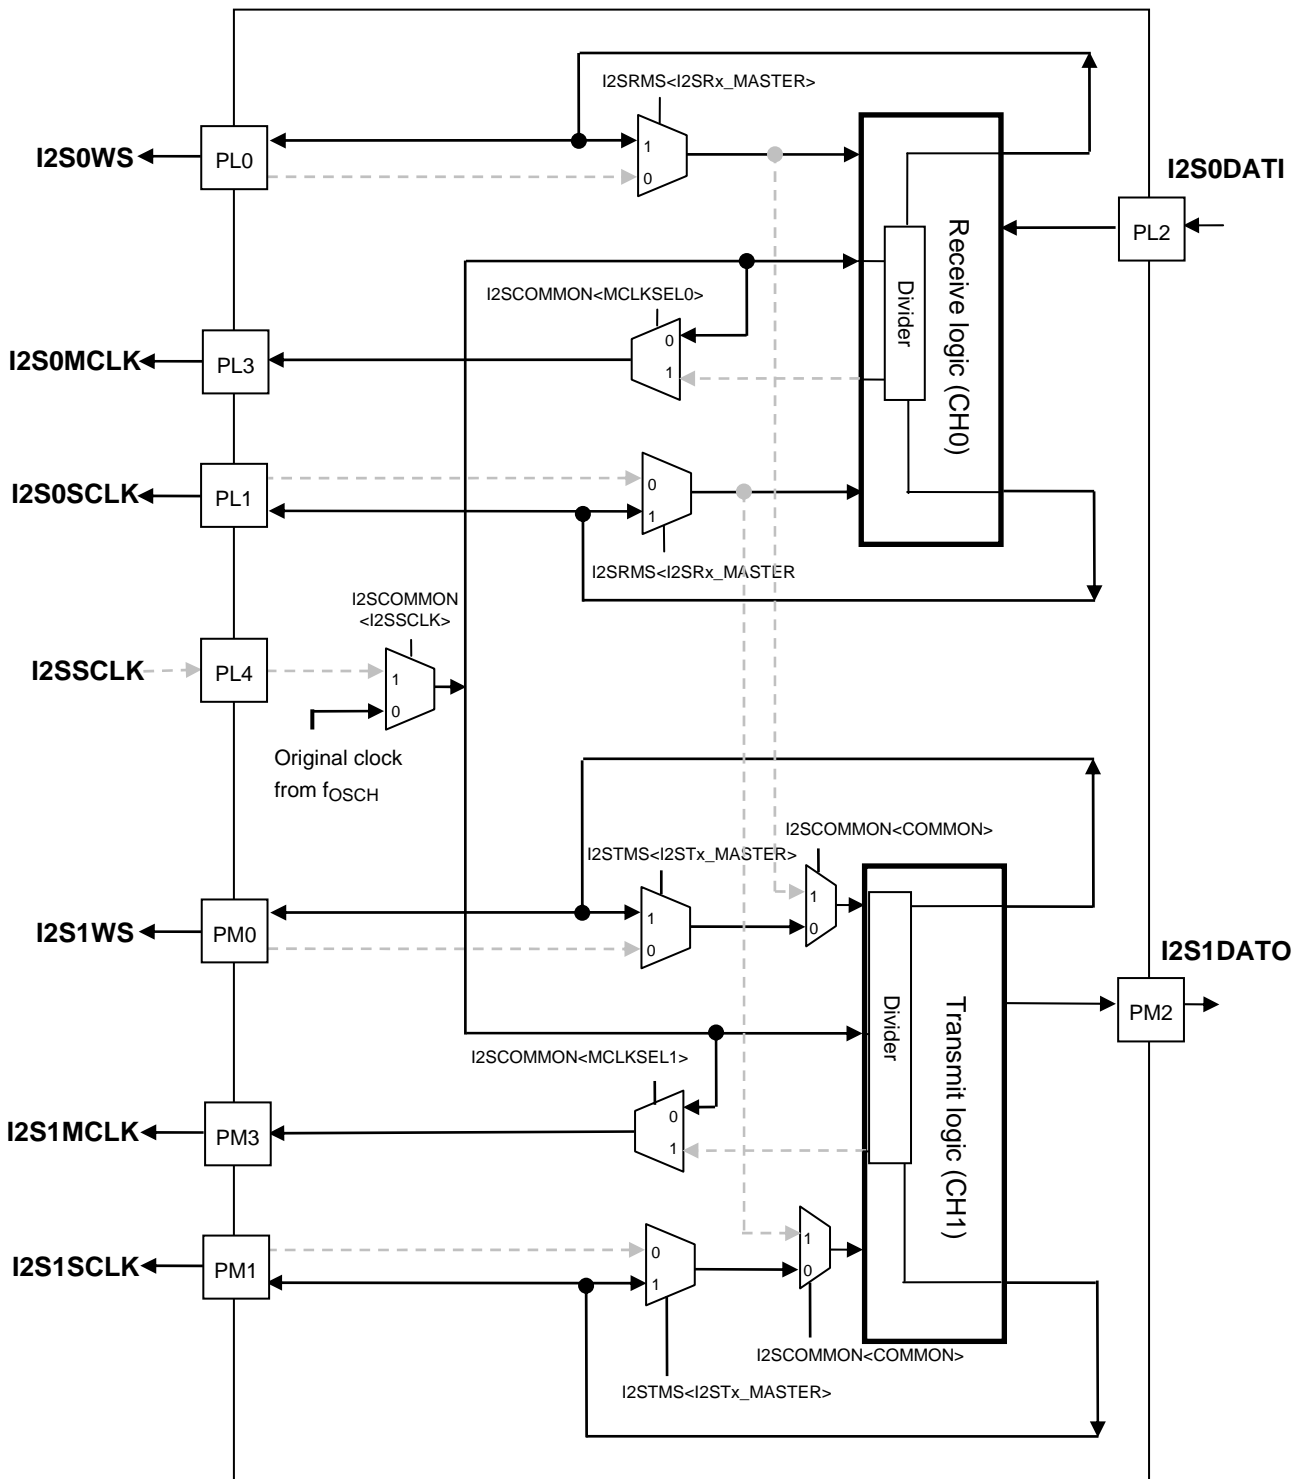 I2SRMS<I2SRx_MASTER>
I2S0WS
PL0
1
0
I2S0DATI
PL2
Receive logic (CH0)
Divider
I2SCOMMON<MCLKSEL0>
0
1
I2S0MCLK
PL3
I2S0SCLK
PL1
0
1
I2SRMS<I2SRx_MASTER
I2SCOMMON
<I2SSCLK>
I2SSCLK
PL4
1
0
Original clock
from fOSCH
I2SCOMMON<COMMON>
I2STMS<I2STx_MASTER>
1
0
1
0
I2S1WS
PM0
Transmit logic (CH1)
Divider
I2S1DATO
PM2
I2SCOMMON<MCLKSEL1>
0
1
I2S1MCLK
PM3
I2S1SCLK
PM1
0
1
1
0
I2SCOMMON<COMMON>
I2STMS<I2STx_MASTER>